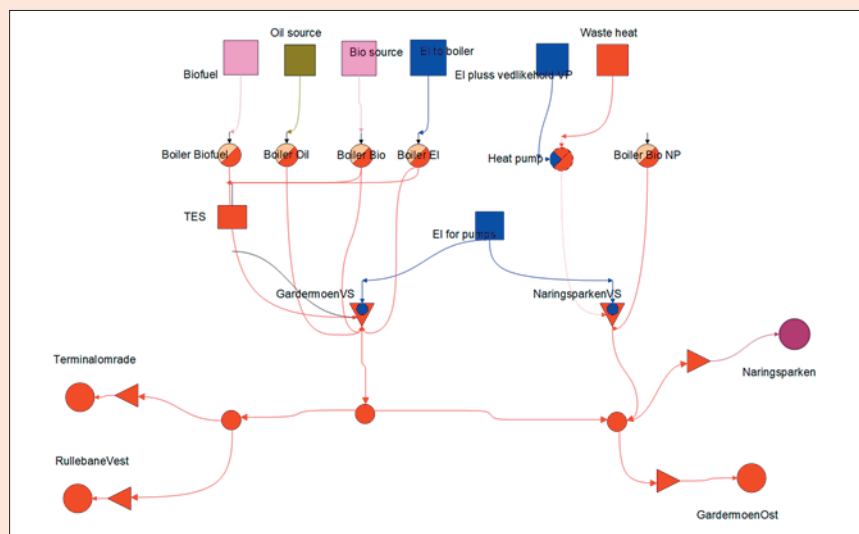 Oil source
Waste heat
Biofuel
Bio source
El to boiler
El pluss vedlikehold VP
Boiler Biofuel
Boiler Oil
Boiler Bio
Boiler El
Heat pump
Boiler Bio NP
TES
El for pumps
GardermoenVS
NaringsparkenVS
Terminalomrade
Naringsparken
RullebaneVest
GardermoenOst